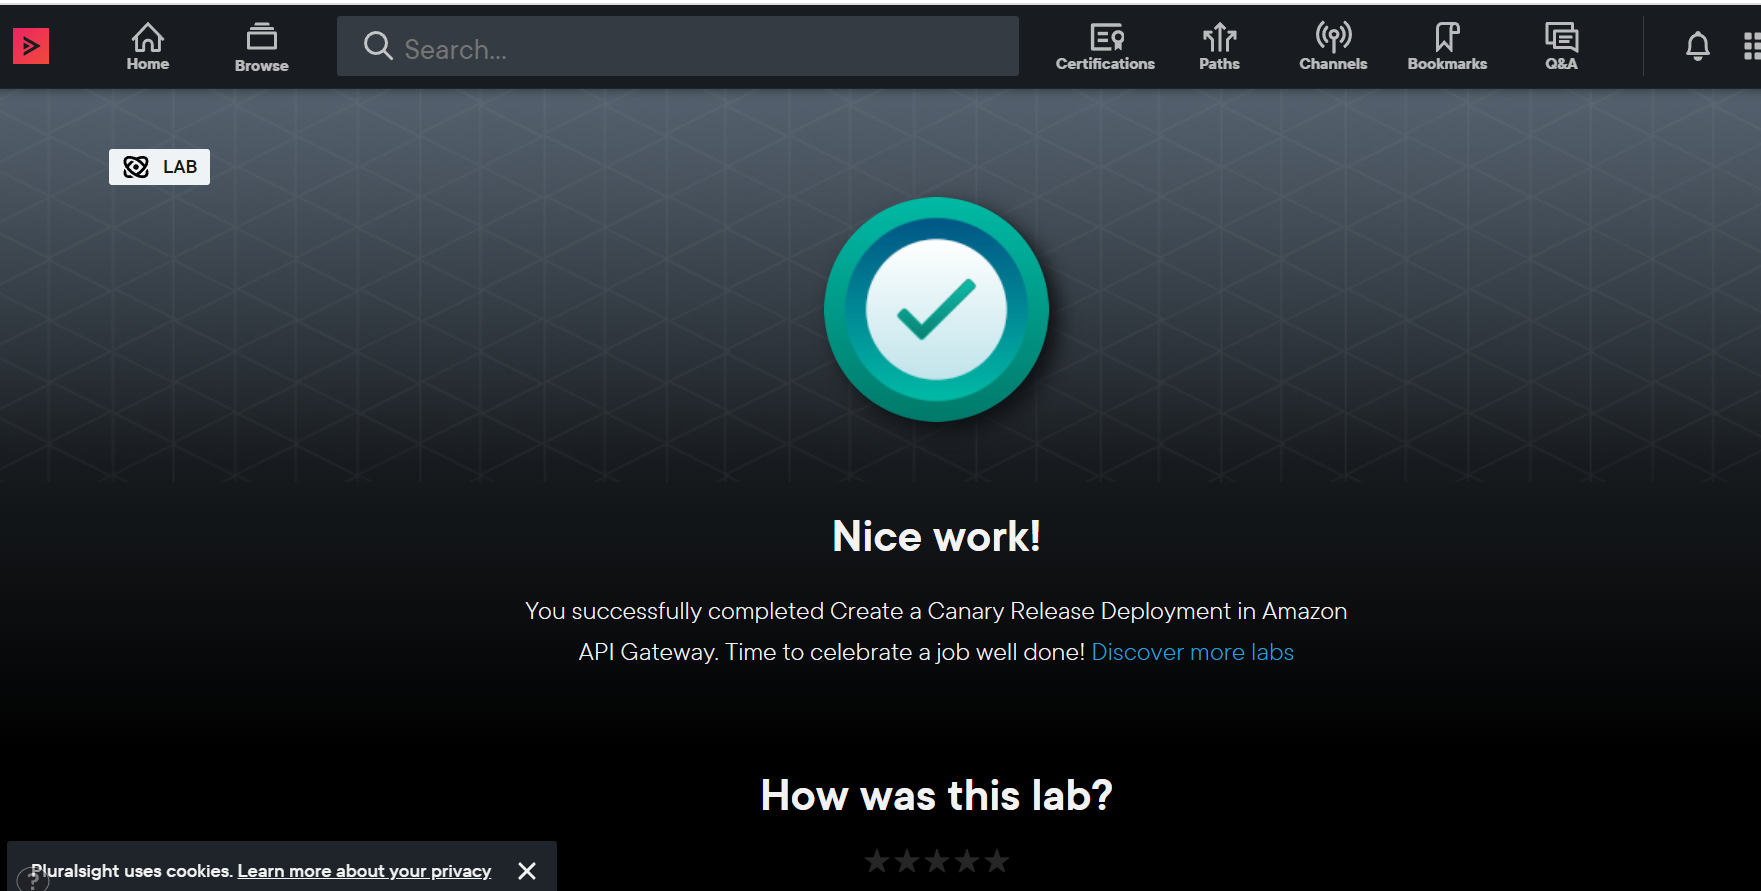 Home
Browse
Search...
Certifications
Paths
Channels
Bookmarks
Q&A
LAB
Nice work!
You successfully completed Create a Canary Release Deployment in Amazon
API Gateway. Time to celebrate a job well done! Discover more labs
How was this lab?
Pluralsight uses cookies. Learn more about your privacy
?